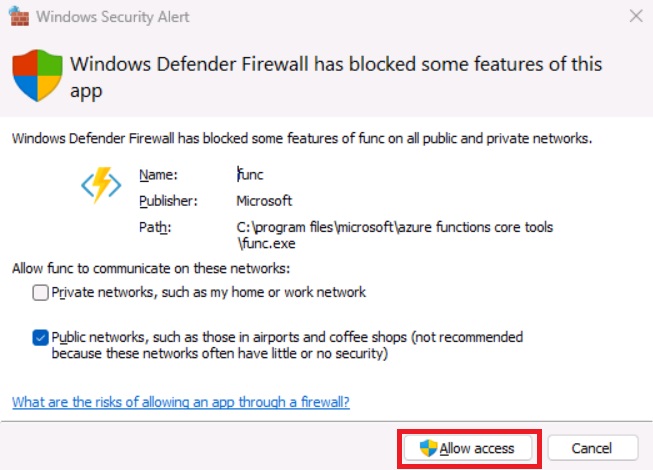 Windows Security Alert
Windows Defender Firewall has blocked some features of this
app
Windows Defender Firewall has blocked some features of func on all public and private networks.
Name: func
Publisher: Microsoft
Path: C:\program files\microsoft\azure functions core tools
\func.exe
Allow func to communicate on these networks:
Private networks, such as my home or work network
Public networks, such as those in airports and coffee shops (not recommended
because these networks often have little or no security)
What are the risks of allowing an app through a firewall?
Allow access Cancel